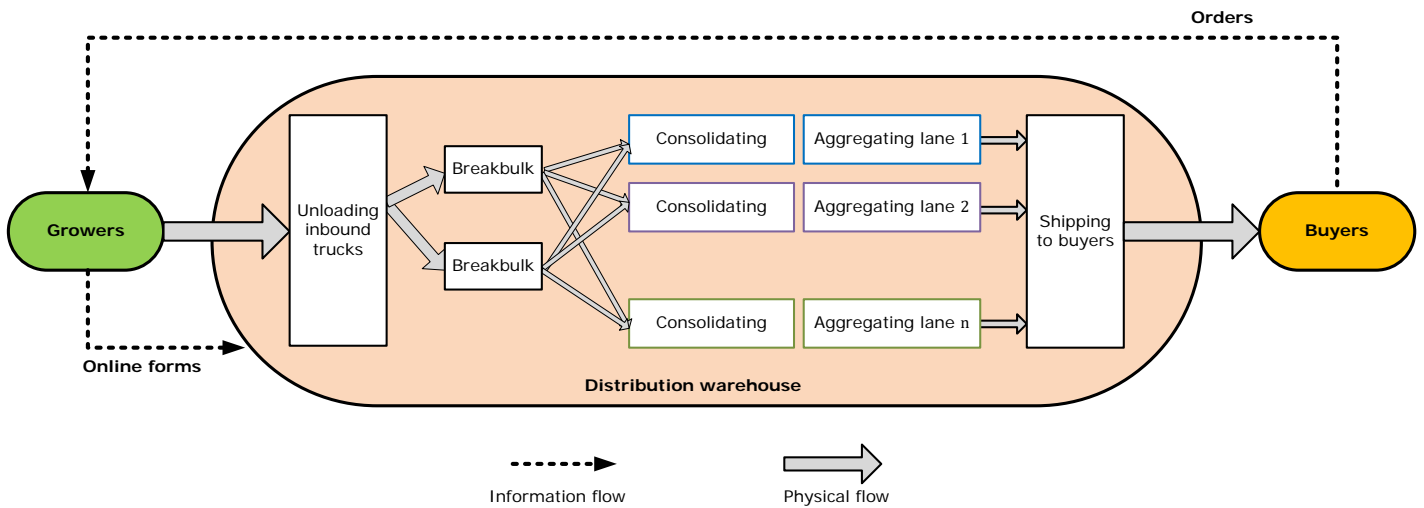 Orders
Growers
Online forms
Unloading
inbound
trucks
Breakbulk
Breakbulk
Consolidating
Aggregating lane 1
Consolidating
Aggregating lane 2
Consolidating
Aggregating lane n
Shipping
to buyers
Buyers
Distribution warehouse
Information flow
Physical flow